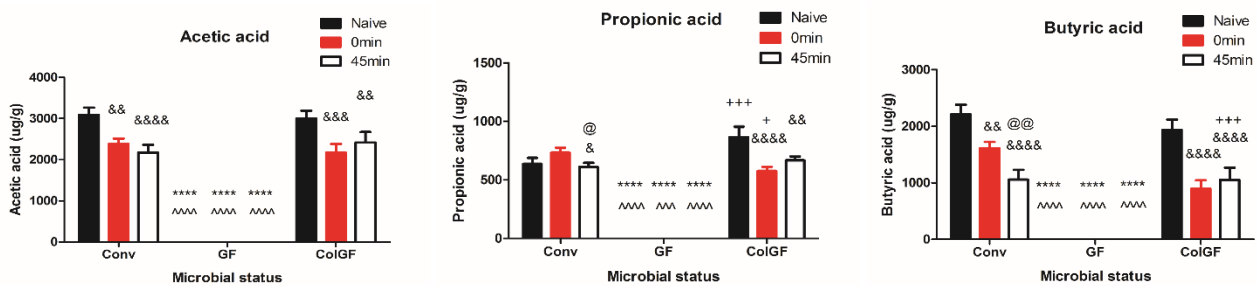 Acetic acid
Naive
0min
45min
Acetic acid (ug/g)
4000
3000
2000
1000
0
&&
&&&&
**** **** ****
^^^^ ^^^^ ^^^^
&&&
&&
Conv GF ColGF
Microbial status
Propionic acid
Naive
0min
45min
Propionic acid (ug/g)
1500
1000
500
0
@
&
**** **** ****
^^^^ ^^^ ^^^^
+++
+
&&&&
&&
Conv GF ColGF
Microbial status
Butyric acid
Naive
0min
45min
Butyric acid (ug/g)
3000
2000
1000
0
&&
@@
&&&&
**** **** ****
^^^^ ^^^^ ^^^^
&&&&
+++
&&&&
Conv GF ColGF
Microbial status